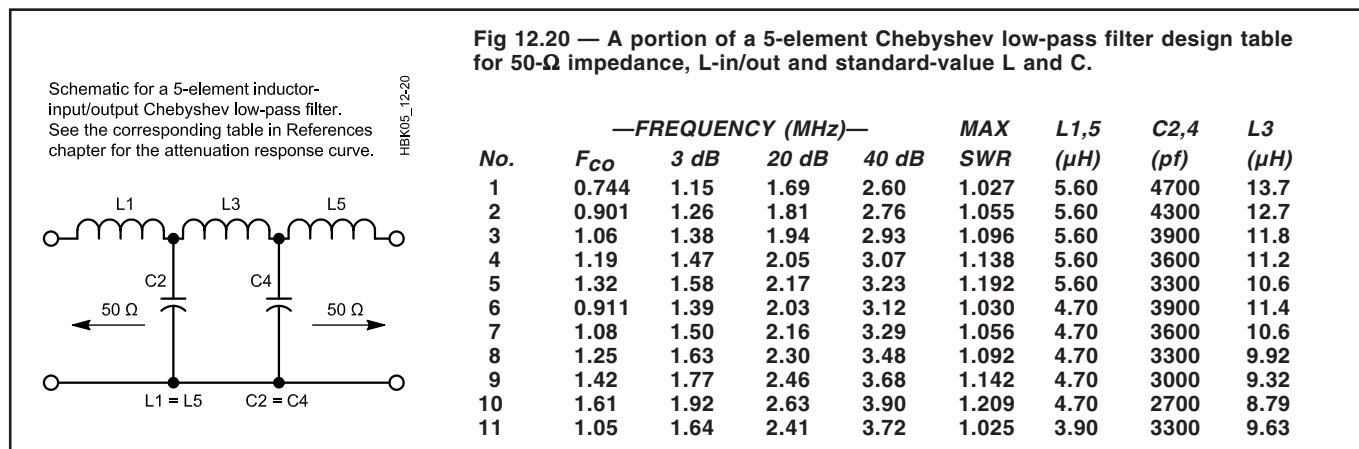 Fig 12.20 — A portion of a 5-element Chebyshev low-pass filter design table
for 50-Ω impedance, L-in/out and standard-value L and C.
Schematic for a 5-element inductor-
input/output Chebyshev low-pass filter.
See the corresponding table in References
chapter for the attenuation response curve.
HBK05_12-20
L1 L3 L5
C2 C4
50 Ω 50 Ω
L1 = L5 C2 = C4
—FREQUENCY (MHz)— MAX L1,5 C2,4 L3
No. FCO 3 dB 20 dB 40 dB SWR (μH) (pf) (μH)
1 0.744 1.15 1.69 2.60 1.027 5.60 4700 13.7
2 0.901 1.26 1.81 2.76 1.055 5.60 4300 12.7
3 1.06 1.38 1.94 2.93 1.096 5.60 3900 11.8
4 1.19 1.47 2.05 3.07 1.138 5.60 3600 11.2
5 1.32 1.58 2.17 3.23 1.192 5.60 3300 10.6
6 0.911 1.39 2.03 3.12 1.030 4.70 3900 11.4
7 1.08 1.50 2.16 3.29 1.056 4.70 3600 10.6
8 1.25 1.63 2.30 3.48 1.092 4.70 3300 9.92
9 1.42 1.77 2.46 3.68 1.142 4.70 3000 9.32
10 1.61 1.92 2.63 3.90 1.209 4.70 2700 8.79
11 1.05 1.64 2.41 3.72 1.025 3.90 3300 9.63